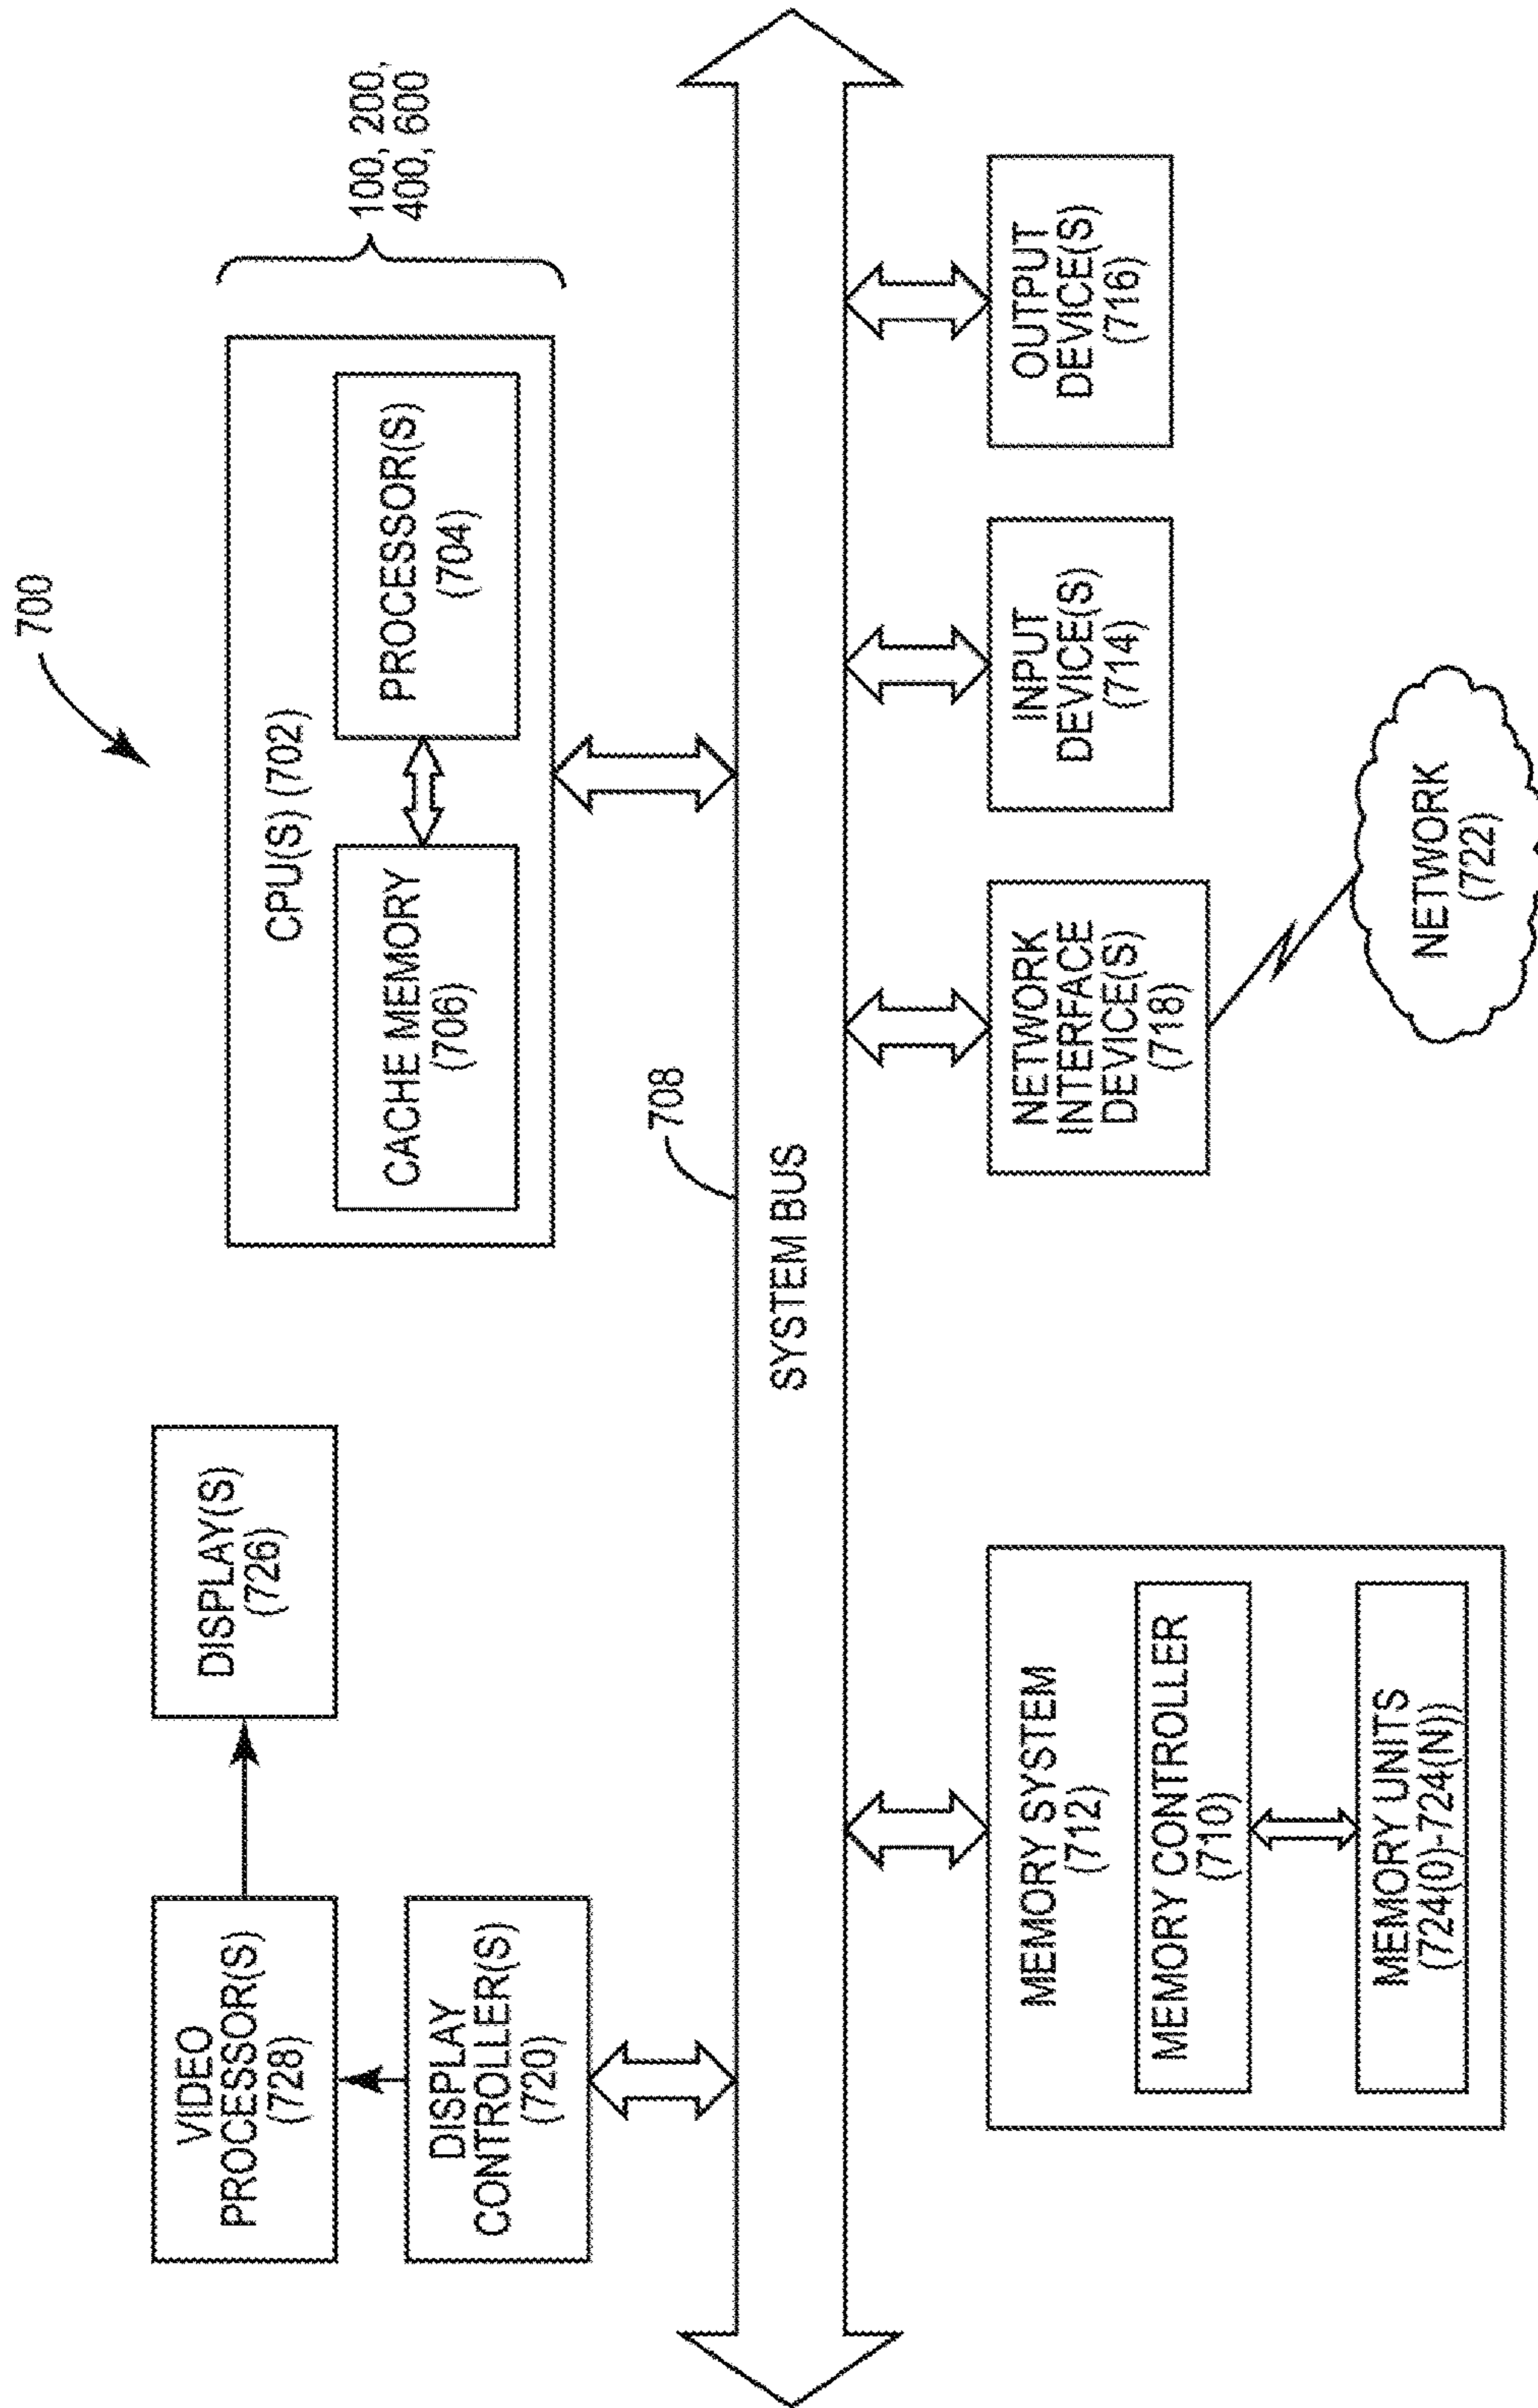 700
VIDEO
PROCESSOR(S)
(728)
DISPLAY(S)
(726)
DISPLAY
CONTROLLER(S)
(720)
CPU(S) (702)
CACHE MEMORY
(706)
PROCESSOR(S)
(704)
100, 200,
400, 600
708
SYSTEM BUS
MEMORY SYSTEM
(712)
MEMORY CONTROLLER
(710)
MEMORY UNITS
(724(0)-724(N))
NETWORK
INTERFACE
DEVICE(S)
(718)
INPUT
DEVICE(S)
(714)
OUTPUT
DEVICE(S)
(716)
NETWORK
(722)